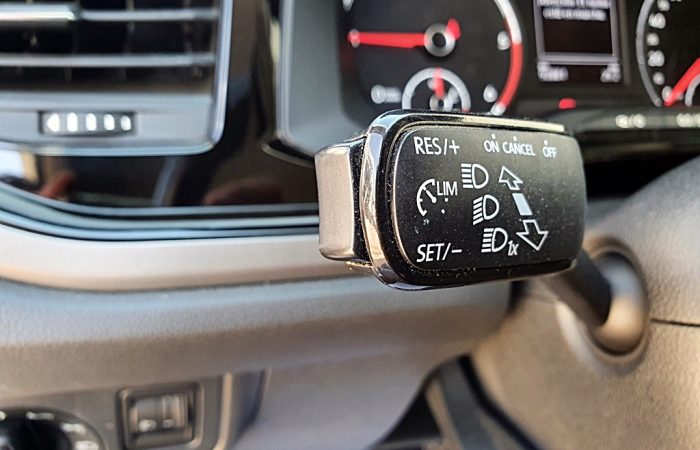 RES/+ ON CANCEL OFF
LIM
1x
SET/−